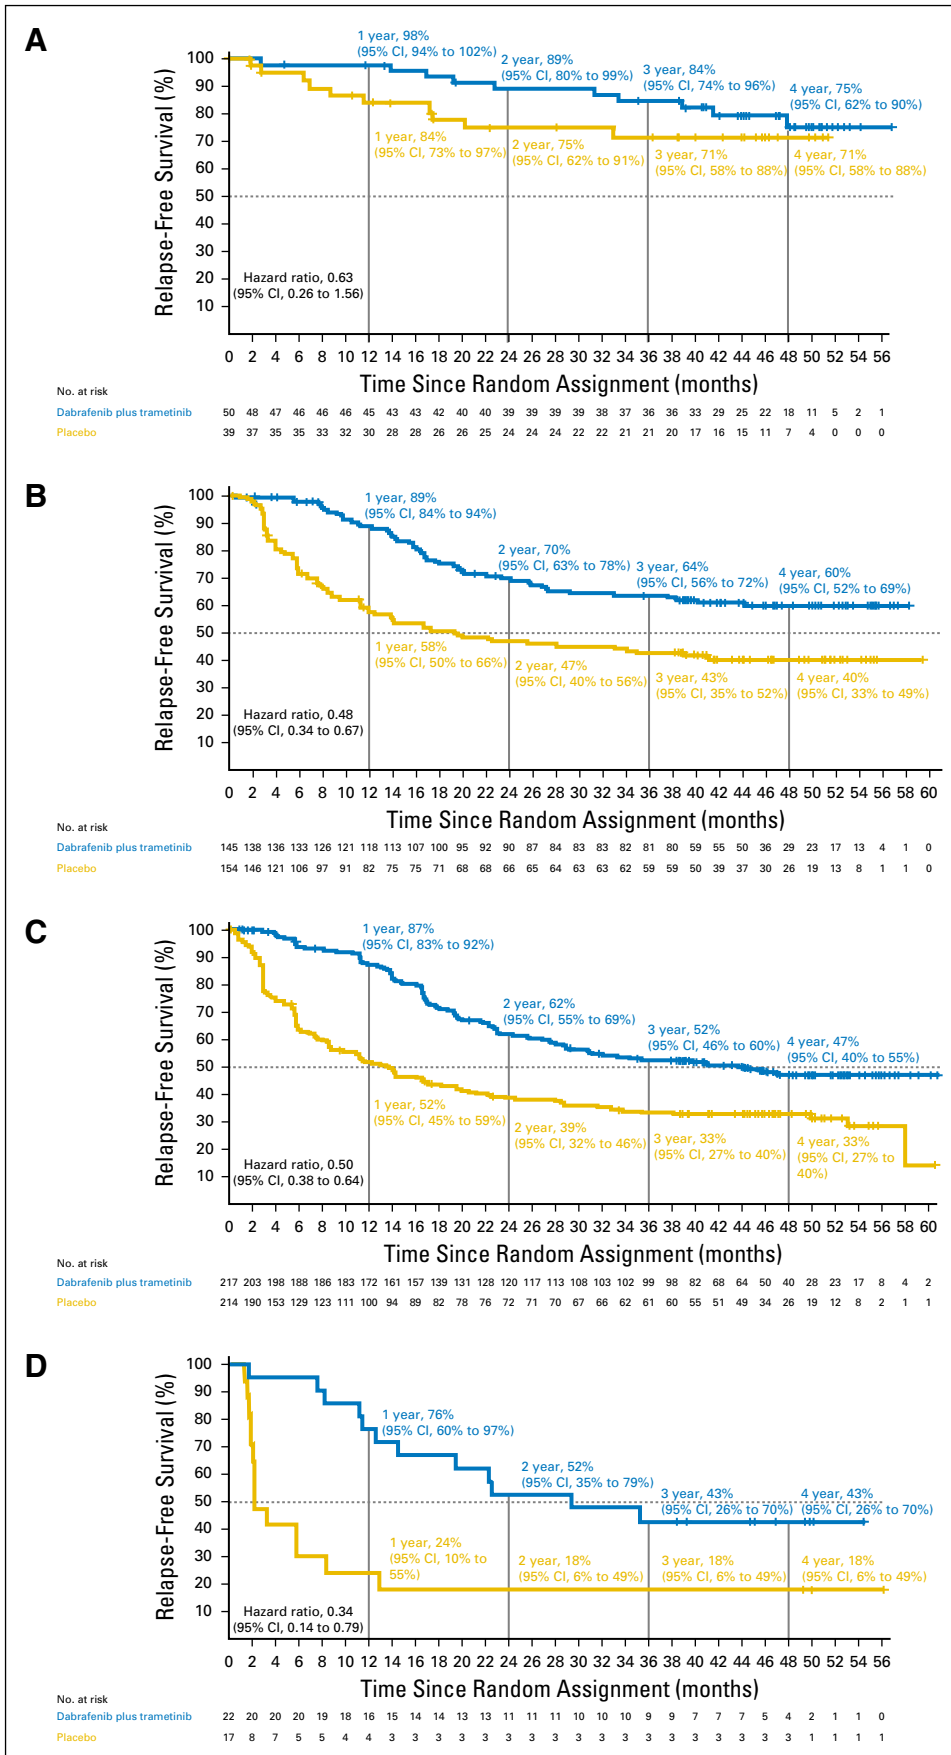 A
Relapse-Free Survival (%)
100
90
80
70
60
50
40
30
20
10
1 year, 98%
(95% CI, 94% to 102%)
2 year, 89%
(95% CI, 80% to 99%)
3 year, 84%
(95% CI, 74% to 96%)
4 year, 75%
(95% CI, 62% to 90%)
1 year, 84%
(95% CI, 73% to 97%)
2 year, 75%
(95% CI, 62% to 91%)
3 year, 71%
(95% CI, 58% to 88%)
4 year, 71%
(95% CI, 58% to 88%)
Hazard ratio, 0.63
(95% CI, 0.26 to 1.56)
0 2 4 6 8 10 12 14 16 18 20 22 24 26 28 30 32 34 36 38 40 42 44 46 48 50 52 54 56
Time Since Random Assignment (months)
No. at risk
Dabrafenib plus trametinib 50 48 47 46 46 46 45 43 43 42 40 40 39 39 39 39 38 37 36 36 33 29 25 22 18 11 5 2 1
Placebo 39 37 35 35 33 32 30 28 28 26 26 25 24 24 24 22 22 21 21 20 17 16 15 11 7 4 0 0 0
B
Relapse-Free Survival (%)
100
90
80
70
60
50
40
30
20
10
1 year, 89%
(95% CI, 84% to 94%)
2 year, 70%
(95% CI, 63% to 78%)
3 year, 64%
(95% CI, 56% to 72%)
4 year, 60%
(95% CI, 52% to 69%)
1 year, 58%
(95% CI, 50% to 66%)
2 year, 47%
(95% CI, 40% to 56%)
3 year, 43%
(95% CI, 35% to 52%)
4 year, 40%
(95% CI, 33% to 49%)
Hazard ratio, 0.48
(95% CI, 0.34 to 0.67)
0 2 4 6 8 10 12 14 16 18 20 22 24 26 28 30 32 34 36 38 40 42 44 46 48 50 52 54 56 58 60
Time Since Random Assignment (months)
No. at risk
Dabrafenib plus trametinib 145 138 136 133 126 121 118 113 107 100 95 92 90 87 84 83 83 82 81 80 59 55 50 36 29 23 17 13 4 1 0
Placebo 154 146 121 106 97 91 82 75 75 71 68 68 66 65 64 63 63 62 59 59 50 39 37 30 26 19 13 8 1 1 0
C
Relapse-Free Survival (%)
100
90
80
70
60
50
40
30
20
10
1 year, 87%
(95% CI, 83% to 92%)
2 year, 62%
(95% CI, 55% to 69%)
3 year, 52%
(95% CI, 46% to 60%)
4 year, 47%
(95% CI, 40% to 55%)
1 year, 52%
(95% CI, 45% to 59%)
2 year, 39%
(95% CI, 32% to 46%)
3 year, 33%
(95% CI, 27% to 40%)
4 year, 33%
(95% CI, 27% to
40%)
Hazard ratio, 0.50
(95% CI, 0.38 to 0.64)
0 2 4 6 8 10 12 14 16 18 20 22 24 26 28 30 32 34 36 38 40 42 44 46 48 50 52 54 56 58 60
Time Since Random Assignment (months)
No. at risk
Dabrafenib plus trametinib 217 203 198 188 186 183 172 161 157 139 131 128 120 117 113 108 103 102 99 98 82 68 64 50 40 28 23 17 8 4 2
Placebo 214 190 153 129 123 111 100 94 89 82 78 76 72 71 70 67 66 62 61 60 55 51 49 34 26 19 12 8 2 1 1
D
Relapse-Free Survival (%)
100
90
80
70
60
50
40
30
20
10
1 year, 76%
(95% CI, 60% to 97%)
2 year, 52%
(95% CI, 35% to 79%)
3 year, 43%
(95% CI, 26% to 70%)
4 year, 43%
(95% CI, 26% to 70%)
1 year, 24%
(95% CI, 10% to
55%)
2 year, 18%
(95% CI, 6% to 49%)
3 year, 18%
(95% CI, 6% to 49%)
4 year, 18%
(95% CI, 6% to 49%)
Hazard ratio, 0.34
(95% CI, 0.14 to 0.79)
0 2 4 6 8 10 12 14 16 18 20 22 24 26 28 30 32 34 36 38 40 42 44 46 48 50 52 54 56
Time Since Random Assignment (months)
No. at risk
Dabrafenib plus trametinib 22 20 20 20 19 18 16 15 14 14 13 13 11 11 11 10 10 10 9 9 7 7 7 5 4 2 1 1 0
Placebo 17 8 7 5 5 4 4 3 3 3 3 3 3 3 3 3 3 3 3 3 3 3 3 3 3 1 1 1 1